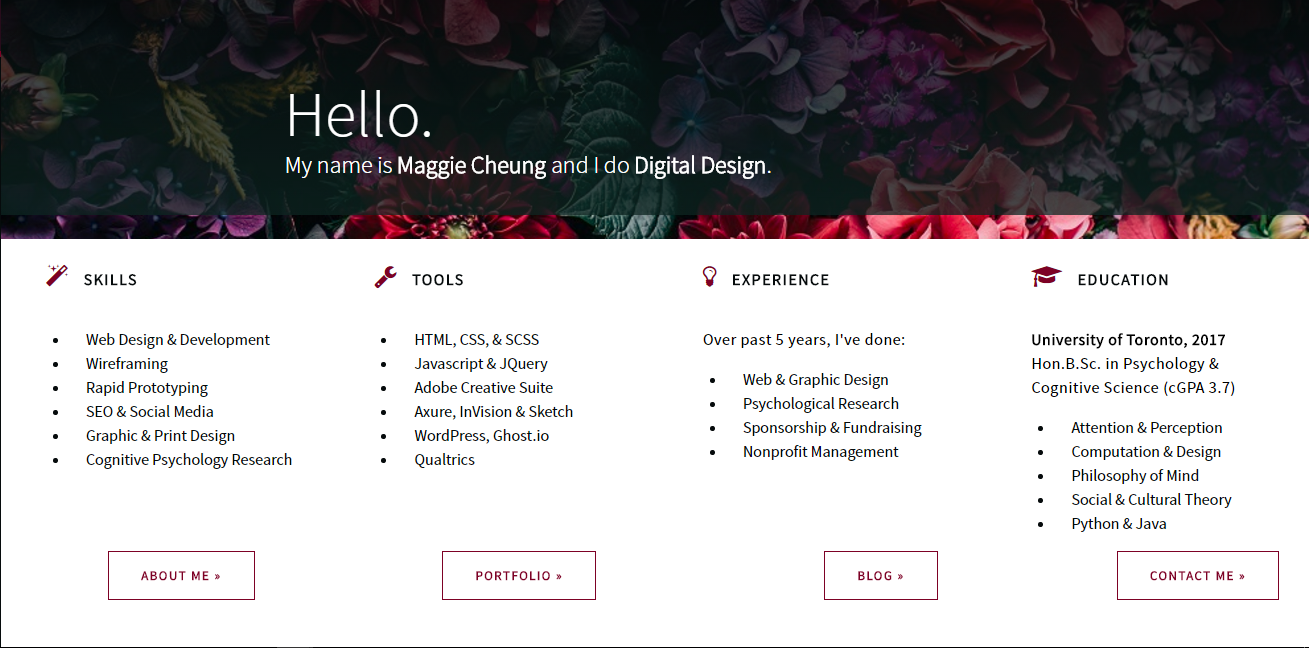 Hello.
My name is Maggie Cheung and I do Digital Design.
SKILLS
Web Design & Development
Wireframing
Rapid Prototyping
SEO & Social Media
Graphic & Print Design
Cognitive Psychology Research
ABOUT ME »
TOOLS
HTML, CSS, & SCSS
Javascript & JQuery
Adobe Creative Suite
Axure, InVision & Sketch
WordPress, Ghost.io
Qualtrics
PORTFOLIO »
EXPERIENCE
Over past 5 years, I've done:
Web & Graphic Design
Psychological Research
Sponsorship & Fundraising
Nonprofit Management
BLOG »
EDUCATION
University of Toronto, 2017
Hon.B.Sc. in Psychology &
Cognitive Science (cGPA 3.7)
Attention & Perception
Computation & Design
Philosophy of Mind
Social & Cultural Theory
Python & Java
CONTACT ME »